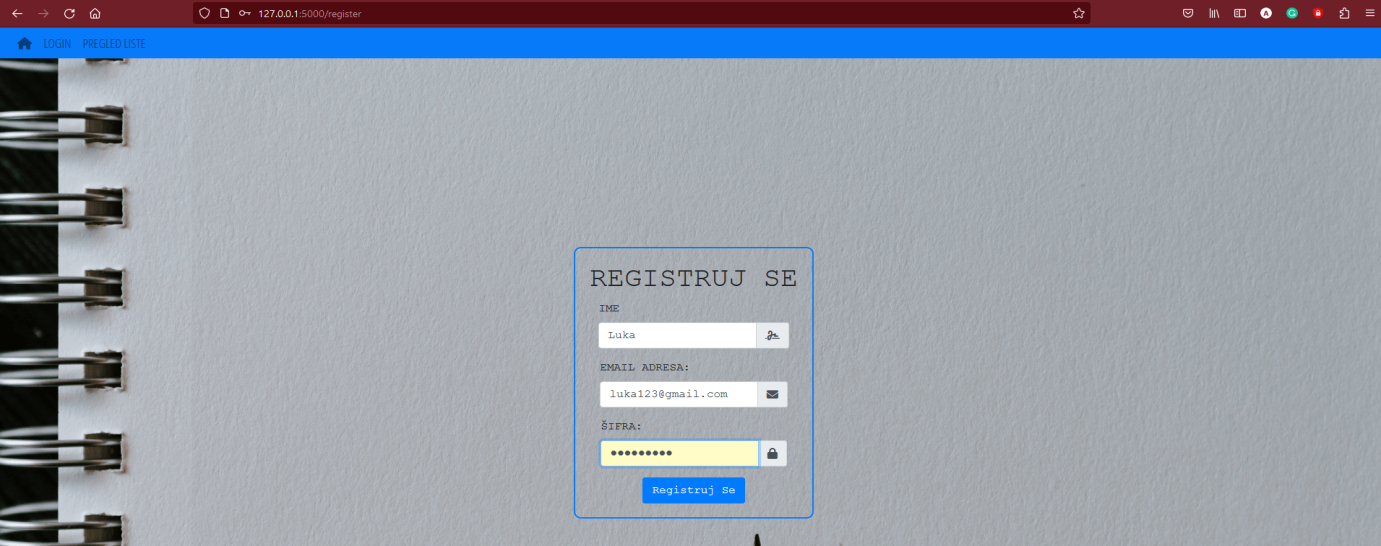 127.0.0.1:5000/register
LOGIN PREGLED LISTE
REGISTRUJ SE
IME
Luka
EMAIL ADRESA:
luka123@gmail.com
ŠIFRA:
•••••••••
Registruj Se